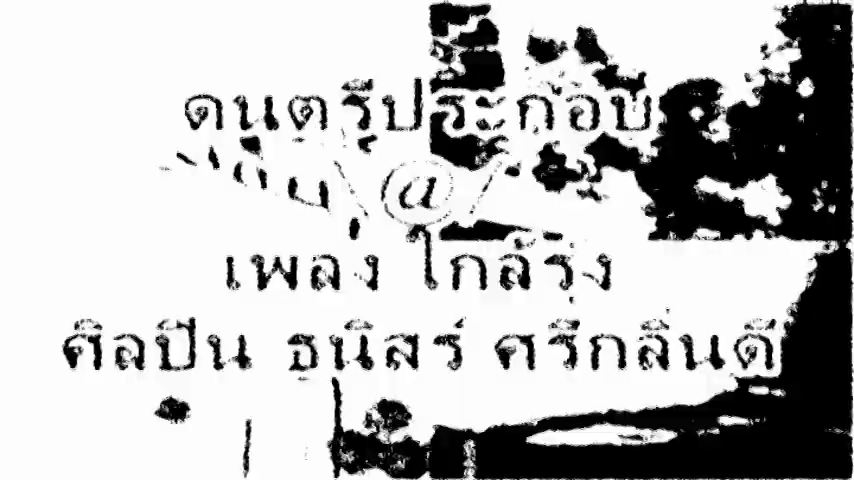 ดนตรีประกอบ
\@/
เพลง ใกล้รุ่ง
ศิลปิน ธนิสร์ ศรีกลิ่นดี